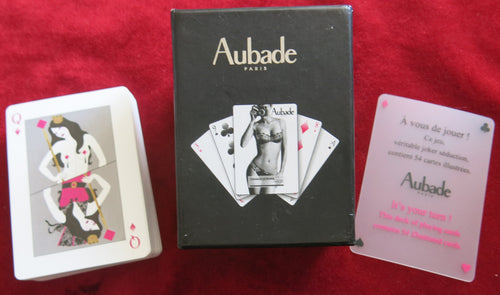 Q
Q
Aubade
PARIS
Aubade
À vous de jouer !
Ce jeu,
véritable joker séduction,
contient 54 cartes illustrées.
Aubade
PARIS
It's your turn !
This deck of playing cards
contains 54 illustrated cards